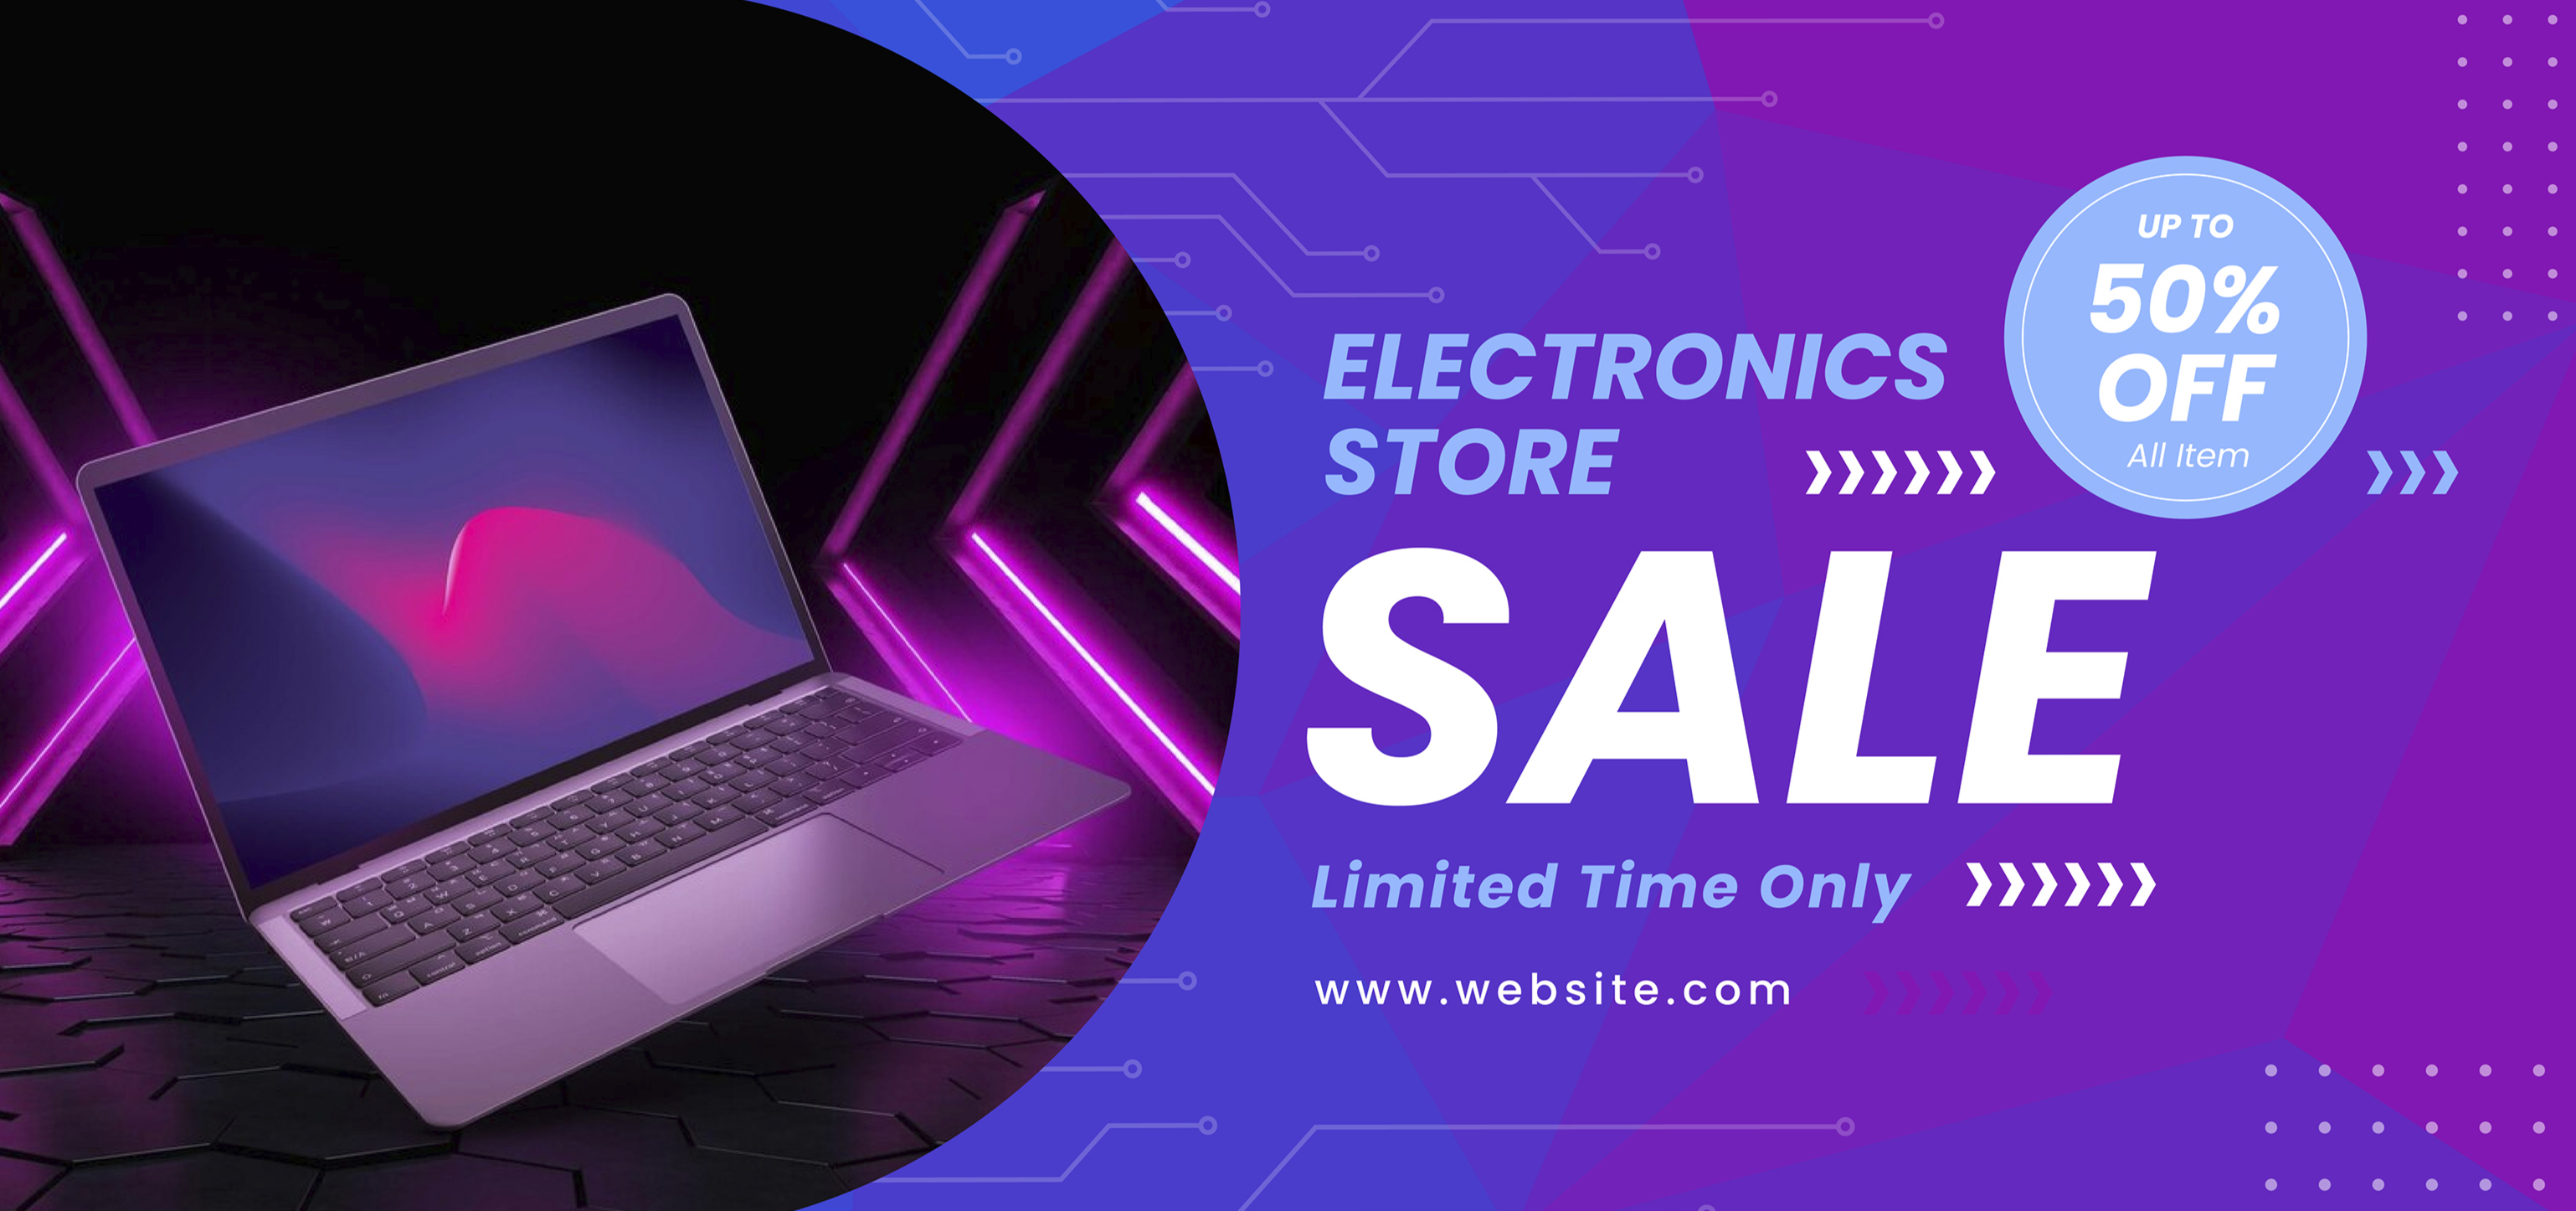 ELECTRONICS
STORE
UP TO
50%
OFF
All Item
SALE
Limited Time Only
www.website.com